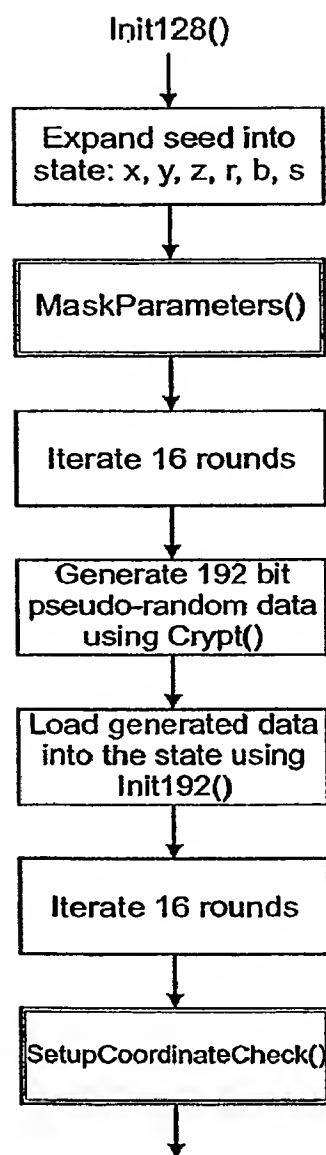 Init128()
Expand seed into
state: x, y, z, r, b, s
MaskParameters()
Iterate 16 rounds
Generate 192 bit
pseudo-random data
using Crypt()
Load generated data
into the state using
Init192()
Iterate 16 rounds
SetupCoordinateCheck()